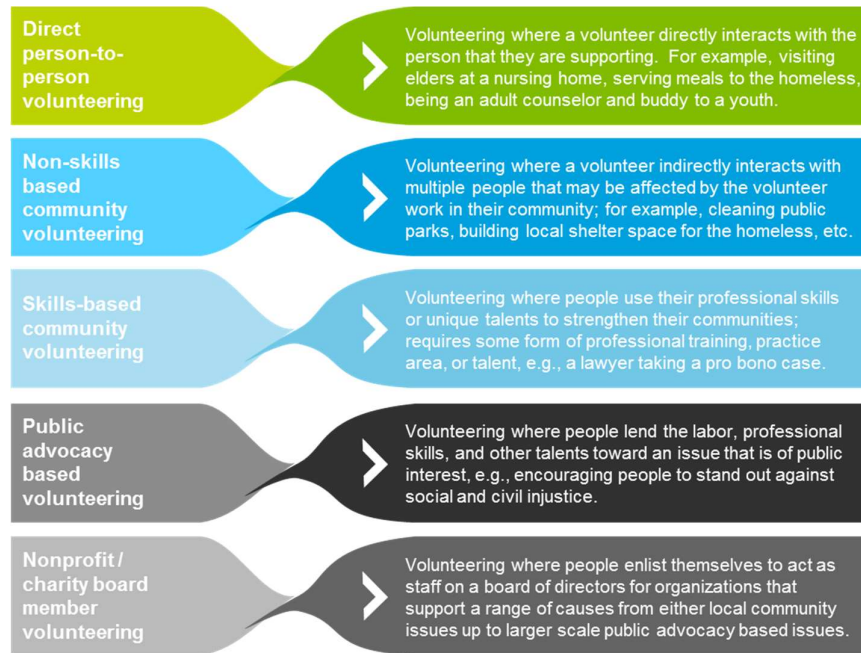 Direct
person-to-
person
volunteering
Volunteering where a volunteer directly interacts with the
person that they are supporting.  For example, visiting
elders at a nursing home, serving meals to the homeless,
being an adult counselor and buddy to a youth.
Non-skills
based
community
volunteering
Volunteering where a volunteer indirectly interacts with
multiple people that may be affected by the volunteer
work in their community; for example, cleaning public
parks, building local shelter space for the homeless, etc.
Skills-based
community
volunteering
Volunteering where people use their professional skills
or unique talents to strengthen their communities;
requires some form of professional training, practice
area, or talent, e.g., a lawyer taking a pro bono case.
Public
advocacy
based
volunteering
Volunteering where people lend the labor, professional
skills, and other talents toward an issue that is of public
interest, e.g., encouraging people to stand out against
social and civil injustice.
Nonprofit /
charity board
member
volunteering
Volunteering where people enlist themselves to act as
staff on a board of directors for organizations that
support a range of causes from either local community
issues up to larger scale public advocacy based issues.